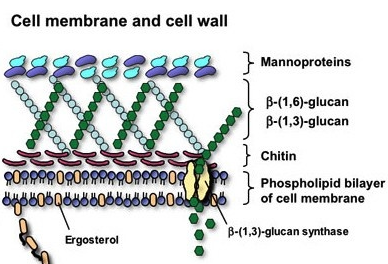 Cell membrane and cell wall
Mannoproteins
β-(1,6)-glucan
β-(1,3)-glucan
Chitin
Phospholipid bilayer
of cell membrane
β-(1,3)-glucan synthase
Ergosterol